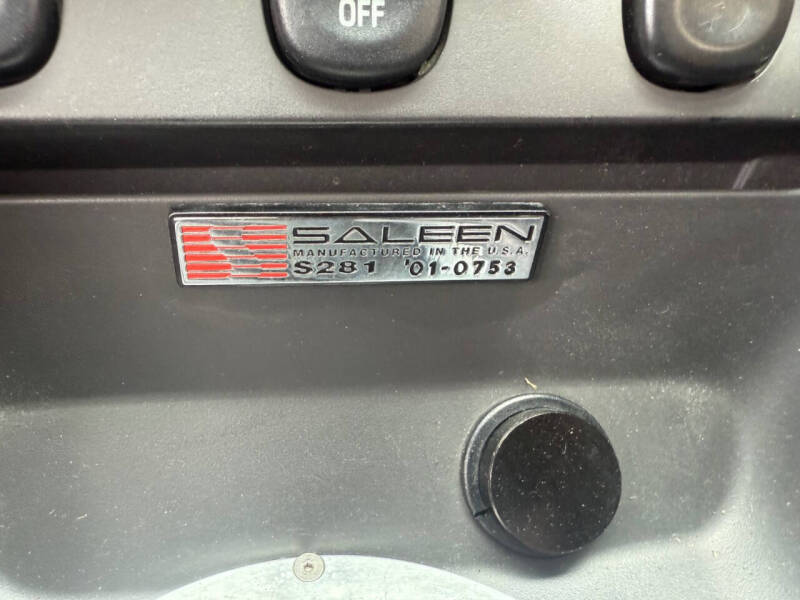 OFF
SALEEN
MANUFACTURED IN THE U.S.A.
S281 '01-0753